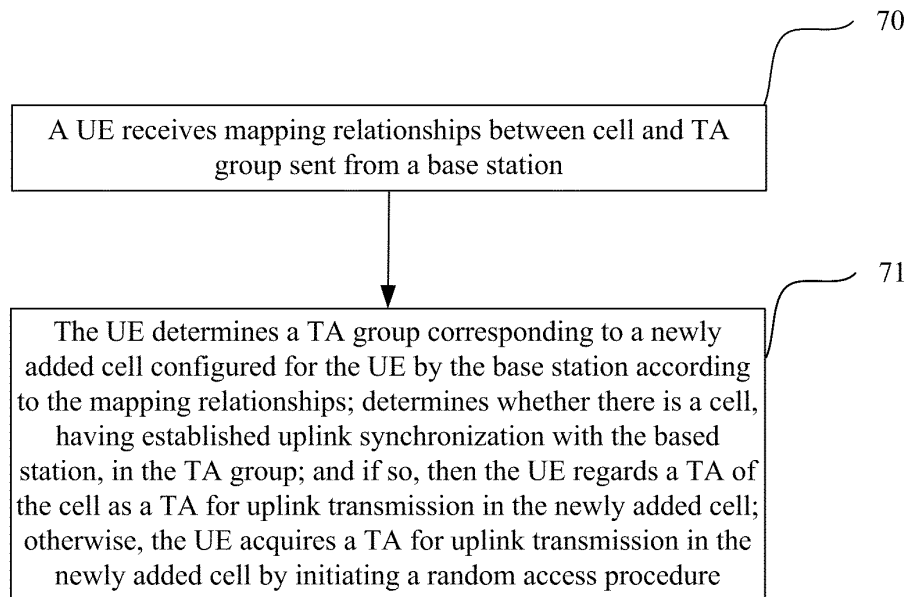 70
A UE receives mapping relationships between cell and TA
group sent from a base station
71
The UE determines a TA group corresponding to a newly
added cell configured for the UE by the base station according
to the mapping relationships; determines whether there is a cell,
having established uplink synchronization with the based
station, in the TA group; and if so, then the UE regards a TA of
the cell as a TA for uplink transmission in the newly added cell;
otherwise, the UE acquires a TA for uplink transmission in the
newly added cell by initiating a random access procedure